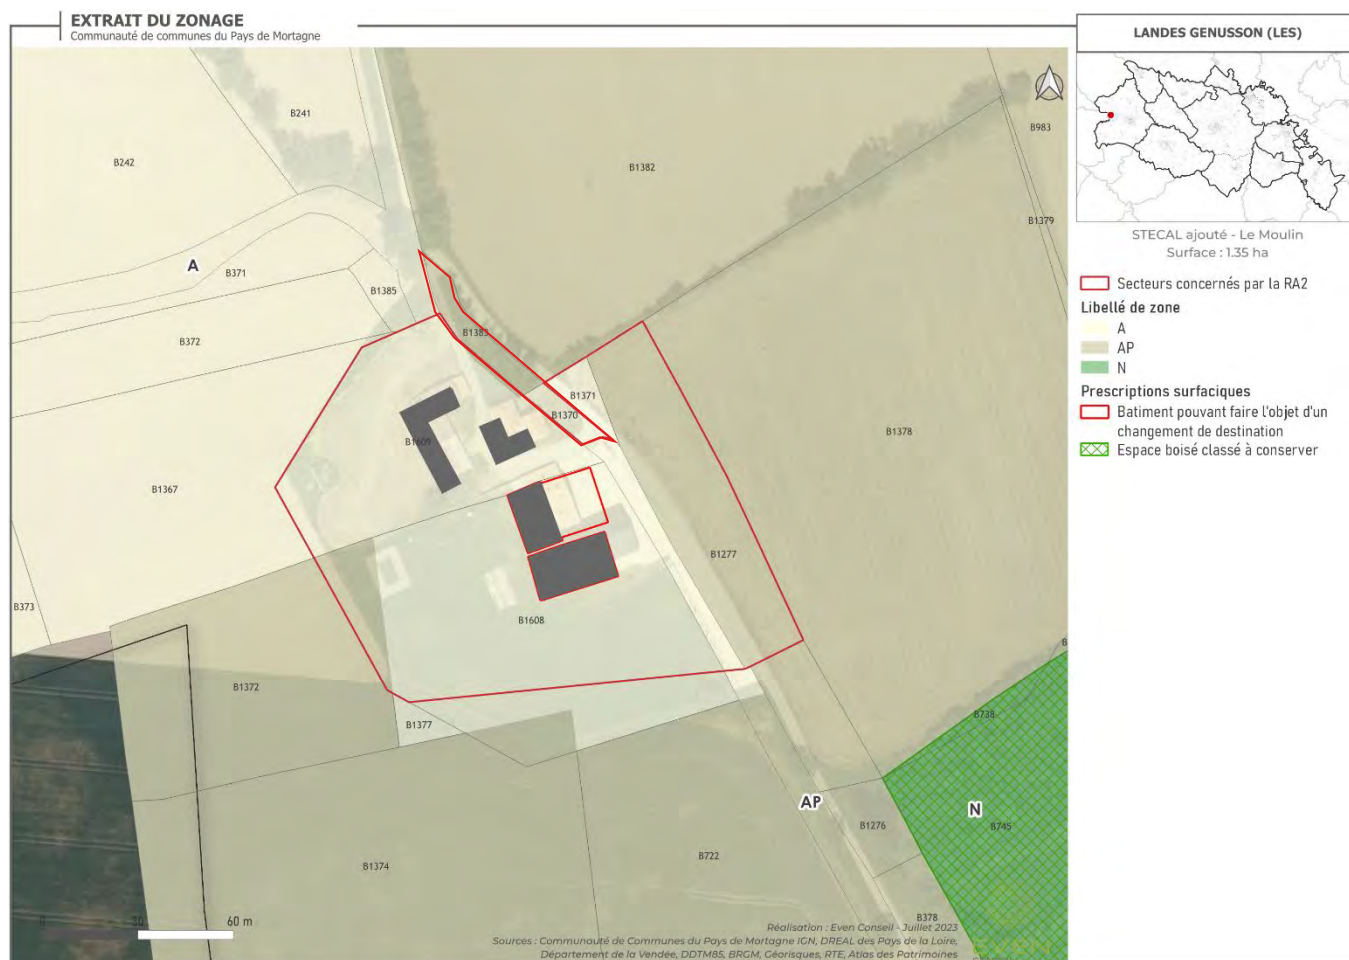 EXTRAIT DU ZONAGE
Communauté de communes du Pays de Mortagne
LANDES GENUSSON (LES)
STECAL ajouté - Le Moulin
Surface : 1.35 ha
Secteurs concernés par la RA2
Libellé de zone
A
AP
N
Prescriptions surfaciques
Batiment pouvant faire l'objet d'un
changement de destination
Espace boisé classé à conserver
B241
B242
B1382
B983
B1379
A
B371
B1385
B1383
B372
B1371
B1370
B1378
B1609
B1367
B1277
B373
B1608
B1372
B1377
B738
AP
N
B1276
B745
B1374
B722
B378
0
30
60 m
Réalisation : Even Conseil - Juillet 2023
Sources : Communauté de Communes du Pays de Mortagne IGN, DREAL des Pays de la Loire,
Département de la Vendée, DDTM85, BRGM, Géorisques, RTE, Atlas des Patrimoines